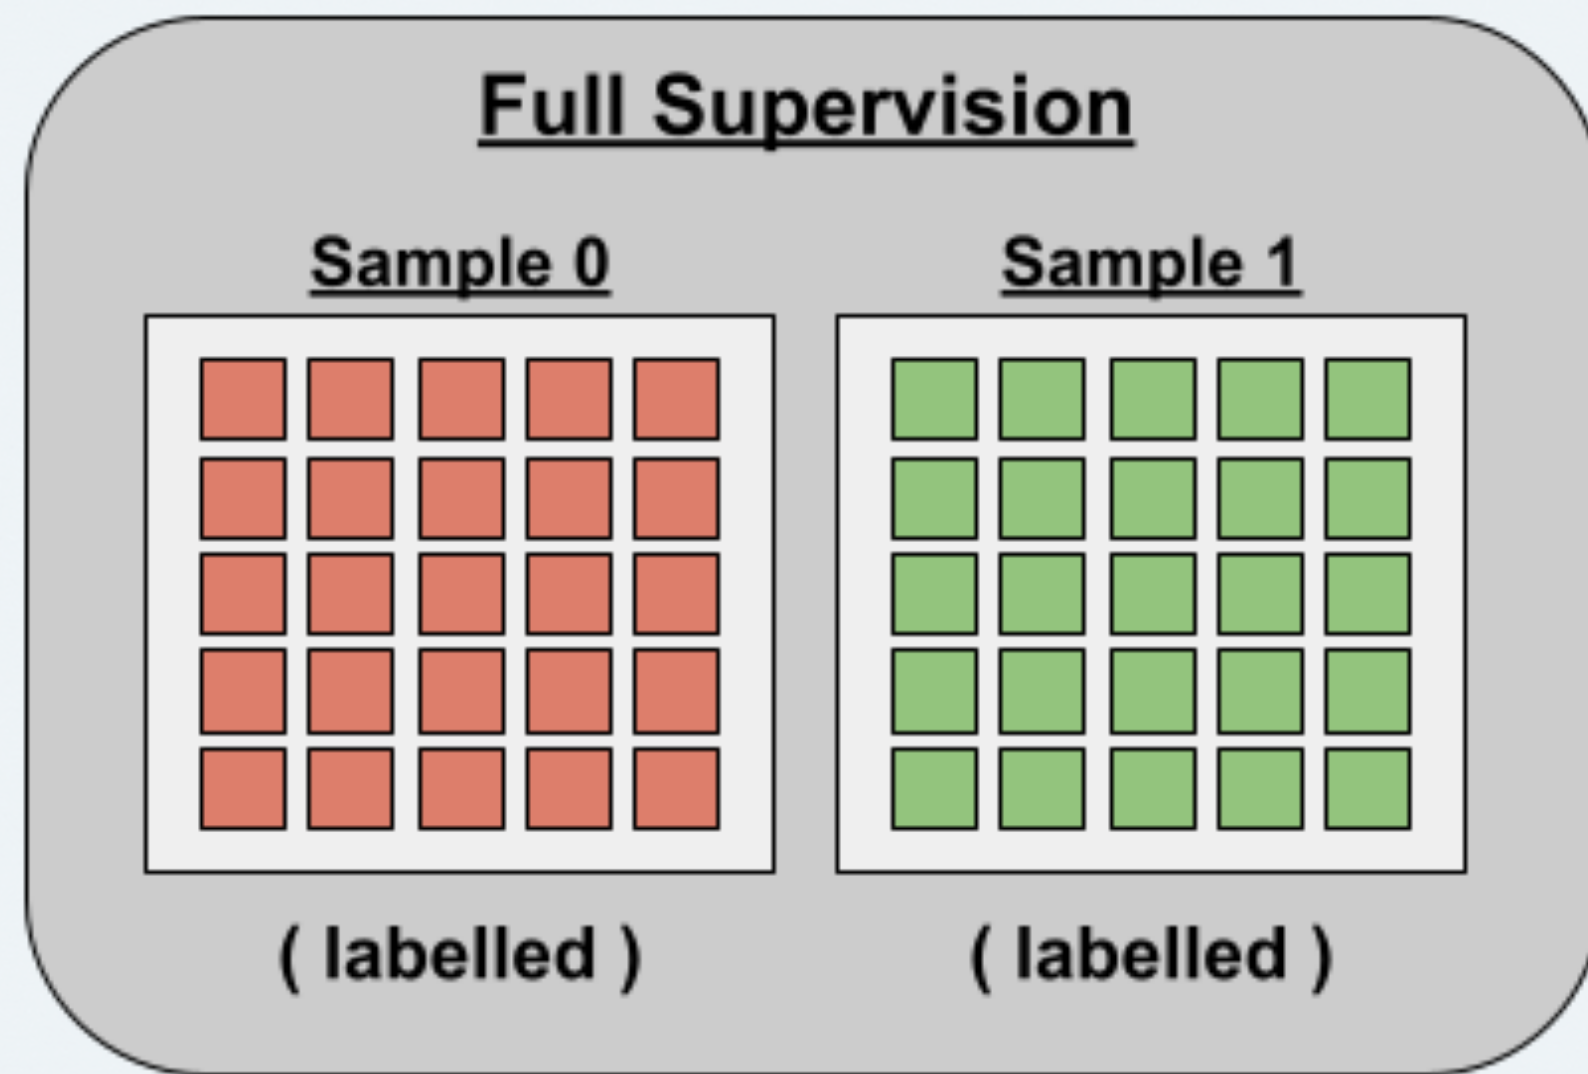 Full Supervision
Sample 0
Sample 1
( labelled )
( labelled )